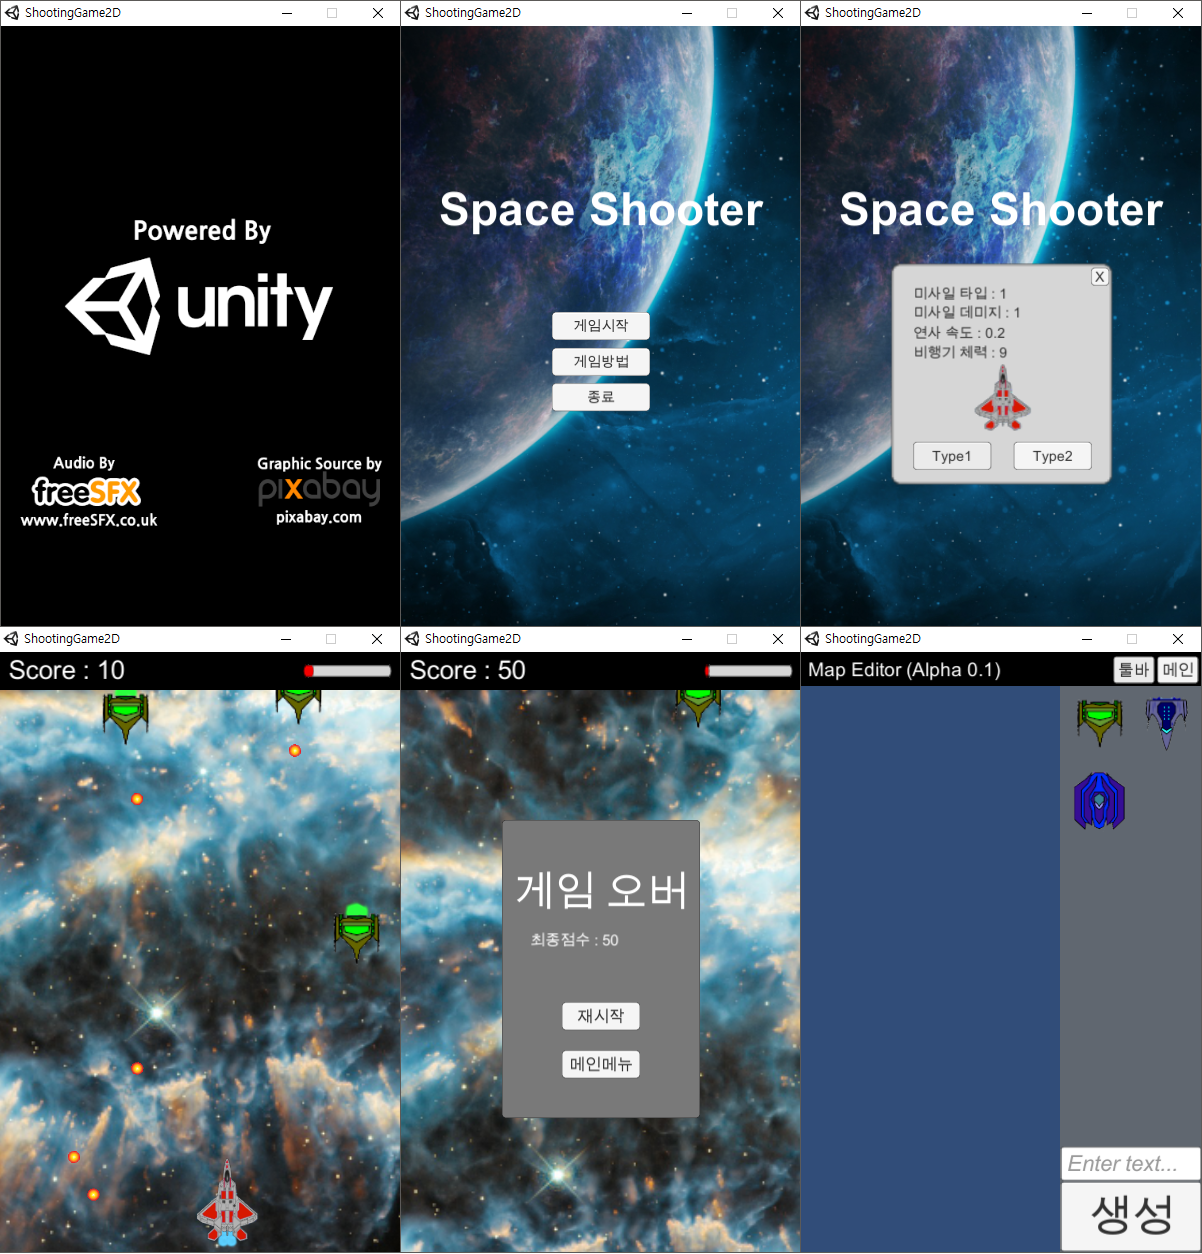 ShootingGame2D
Powered By
unity
Audio By
freeSFX
www.freeSFX.co.uk
Graphic Source by
pixabay
pixabay.com
ShootingGame2D
Space Shooter
게임시작
게임방법
종료
ShootingGame2D
Space Shooter
X
미사일 타입 : 1
미사일 데미지 : 1
연사 속도 : 0.2
비행기 체력 : 9
Type1
Type2
ShootingGame2D
Score : 10
ShootingGame2D
Score : 50
게임 오버
최종점수 : 50
재시작
메인메뉴
ShootingGame2D
Map Editor (Alpha 0.1)
툴바
메인
Enter text...
생성